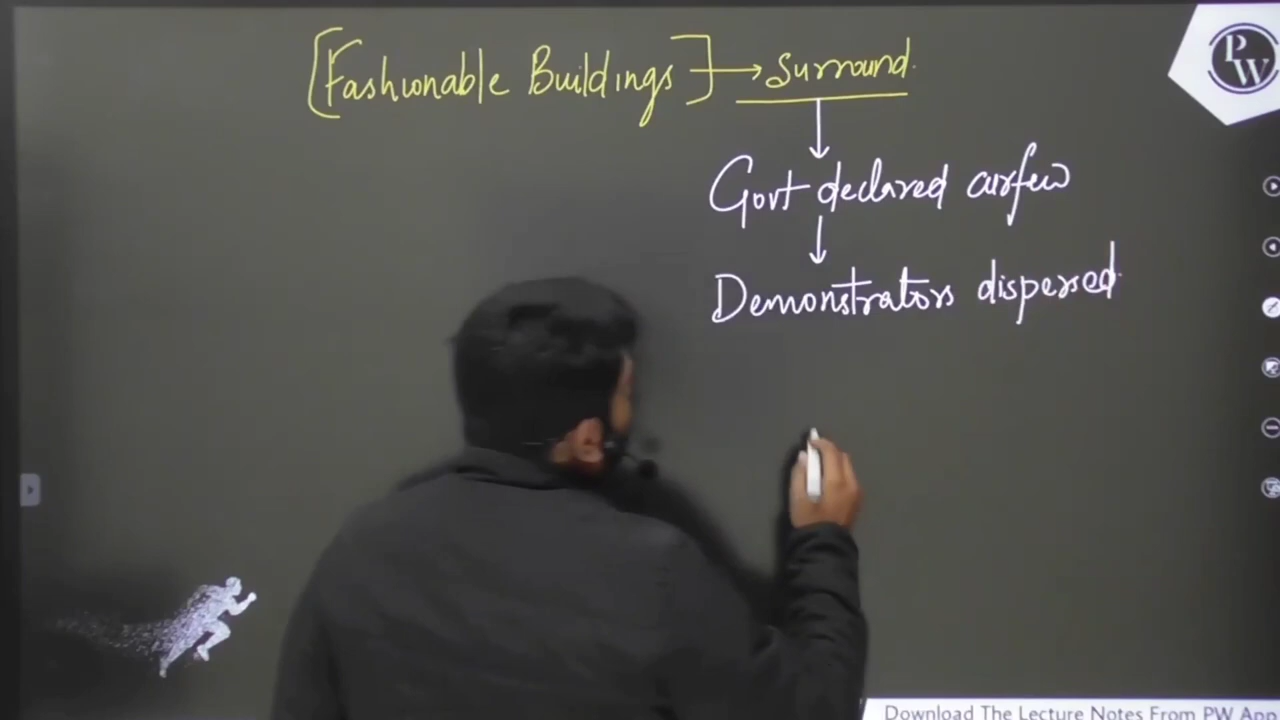 [Fashionable Buildings] → Surround.
↓
Govt declared curfew
↓
Demonstrators dispersed.
PW
Download The Lecture Notes From PW App